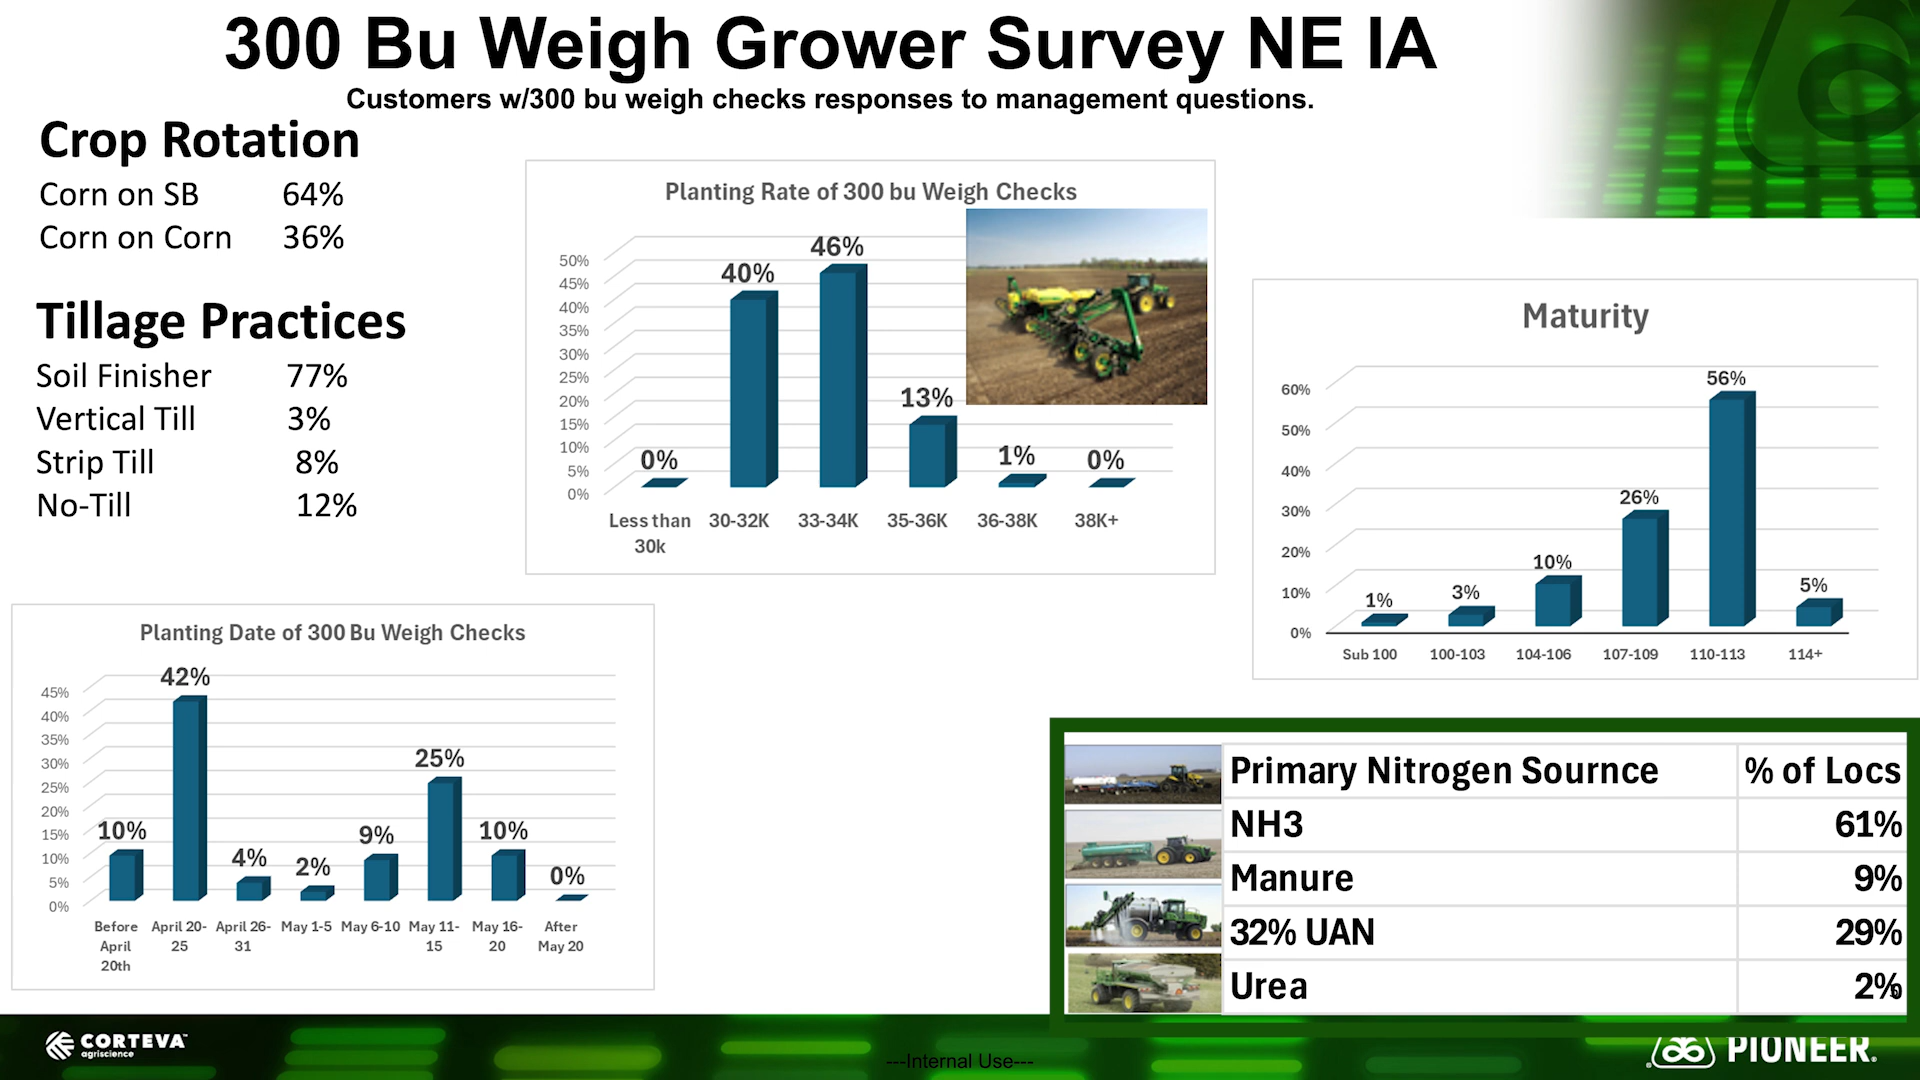 300 Bu Weigh Grower Survey NE IA
Customers w/300 bu weigh checks responses to management questions.
Crop Rotation
Corn on SB 64%
Corn on Corn 36%
Tillage Practices
Soil Finisher 77%
Vertical Till 3%
Strip Till 8%
No-Till 12%
Planting Rate of 300 bu Weigh Checks
50%
45%
40%
35%
30%
25%
20%
15%
10%
5%
0%
0% 40% 46% 13% 1% 0%
Less than 30-32K 33-34K 35-36K 36-38K 38K+
30k
Maturity
60%
50%
40%
30%
20%
10%
0%
1% 3% 10% 26% 56% 5%
Sub 100 100-103 104-106 107-109 110-113 114+
Planting Date of 300 Bu Weigh Checks
45%
40%
35%
30%
25%
20%
15%
10%
5%
0%
10% 42% 4% 2% 9% 25% 10% 0%
Before April 20- April 26- May 1-5 May 6-10 May 11- May 16- After
April 25 31 15 20 May 20
20th
Primary Nitrogen Sournce % of Locs
NH3 61%
Manure 9%
32% UAN 29%
Urea 2%
CORTEVA™
agriscience
---Internal Use---
PIONEER.